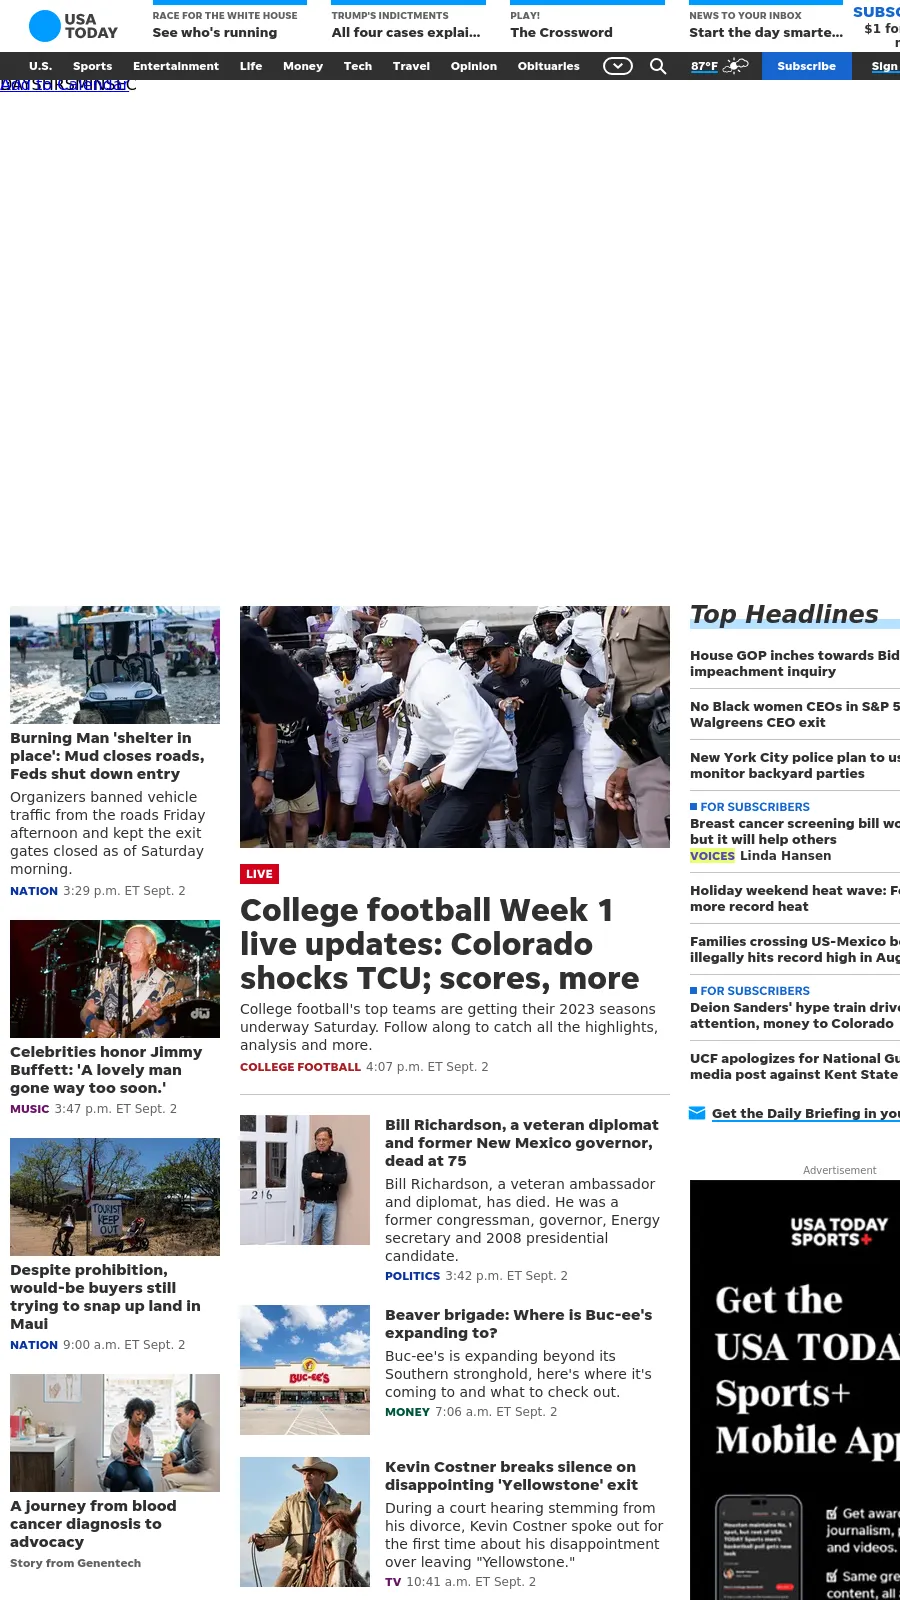 USA
TODAY
RACE FOR THE WHITE HOUSE
See who's running
TRUMP'S INDICTMENTS
All four cases explai...
PLAY!
The Crossword
NEWS TO YOUR INBOX
Start the day smarte...
$1 fo
U.S. Sports Entertainment Life Money Tech Travel Opinion Obituaries 87°F Subscribe Sign
Burning Man 'shelter in
place': Mud closes roads,
Feds shut down entry
Organizers banned vehicle
traffic from the roads Friday
afternoon and kept the exit
gates closed as of Saturday
morning.
NATION 3:29 p.m. ET Sept. 2
Celebrities honor Jimmy
Buffett: 'A lovely man
gone way too soon.'
MUSIC 3:47 p.m. ET Sept. 2
TOURIST
KEEP
OUT
Despite prohibition,
would-be buyers still
trying to snap up land in
Maui
NATION 9:00 a.m. ET Sept. 2
A journey from blood
cancer diagnosis to
advocacy
Story from Genentech
LIVE
College football Week 1
live updates: Colorado
shocks TCU; scores, more
College football's top teams are getting their 2023 seasons
underway Saturday. Follow along to catch all the highlights,
analysis and more.
COLLEGE FOOTBALL 4:07 p.m. ET Sept. 2
216
Bill Richardson, a veteran diplomat
and former New Mexico governor,
dead at 75
Bill Richardson, a veteran ambassador
and diplomat, has died. He was a
former congressman, governor, Energy
secretary and 2008 presidential
candidate.
POLITICS 3:42 p.m. ET Sept. 2
BUC-EE'S
Beaver brigade: Where is Buc-ee's
expanding to?
Buc-ee's is expanding beyond its
Southern stronghold, here's where it's
coming to and what to check out.
MONEY 7:06 a.m. ET Sept. 2
Kevin Costner breaks silence on
disappointing 'Yellowstone' exit
During a court hearing stemming from
his divorce, Kevin Costner spoke out for
the first time about his disappointment
over leaving "Yellowstone."
TV 10:41 a.m. ET Sept. 2
Top Headlines
House GOP inches towards Bid
impeachment inquiry
No Black women CEOs in S&P 5
Walgreens CEO exit
New York City police plan to us
monitor backyard parties
FOR SUBSCRIBERS
Breast cancer screening bill wo
but it will help others
VOICES Linda Hansen
Holiday weekend heat wave: Fo
more record heat
Families crossing US-Mexico bo
illegally hits record high in Aug
FOR SUBSCRIBERS
Deion Sanders' hype train drive
attention, money to Colorado
UCF apologizes for National Gu
media post against Kent State
Get the Daily Briefing in you
Advertisement
USA TODAY
SPORTS+
Get the
USA TODA
Sports+
Mobile Ap
Get awar
journalism, p
and videos.
Same gre
content, all